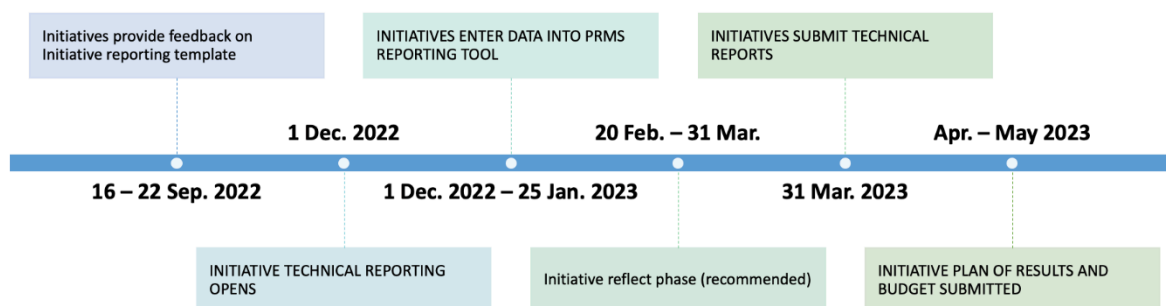 Initiatives provide feedback on
Initiative reporting template
INITIATIVES ENTER DATA INTO PRMS
REPORTING TOOL
INITIATIVES SUBMIT TECHNICAL
REPORTS
1 Dec. 2022
20 Feb. – 31 Mar.
Apr. – May 2023
16 – 22 Sep. 2022
1 Dec. 2022 – 25 Jan. 2023
31 Mar. 2023
INITIATIVE TECHNICAL REPORTING
OPENS
Initiative reflect phase (recommended)
INITIATIVE PLAN OF RESULTS AND
BUDGET SUBMITTED